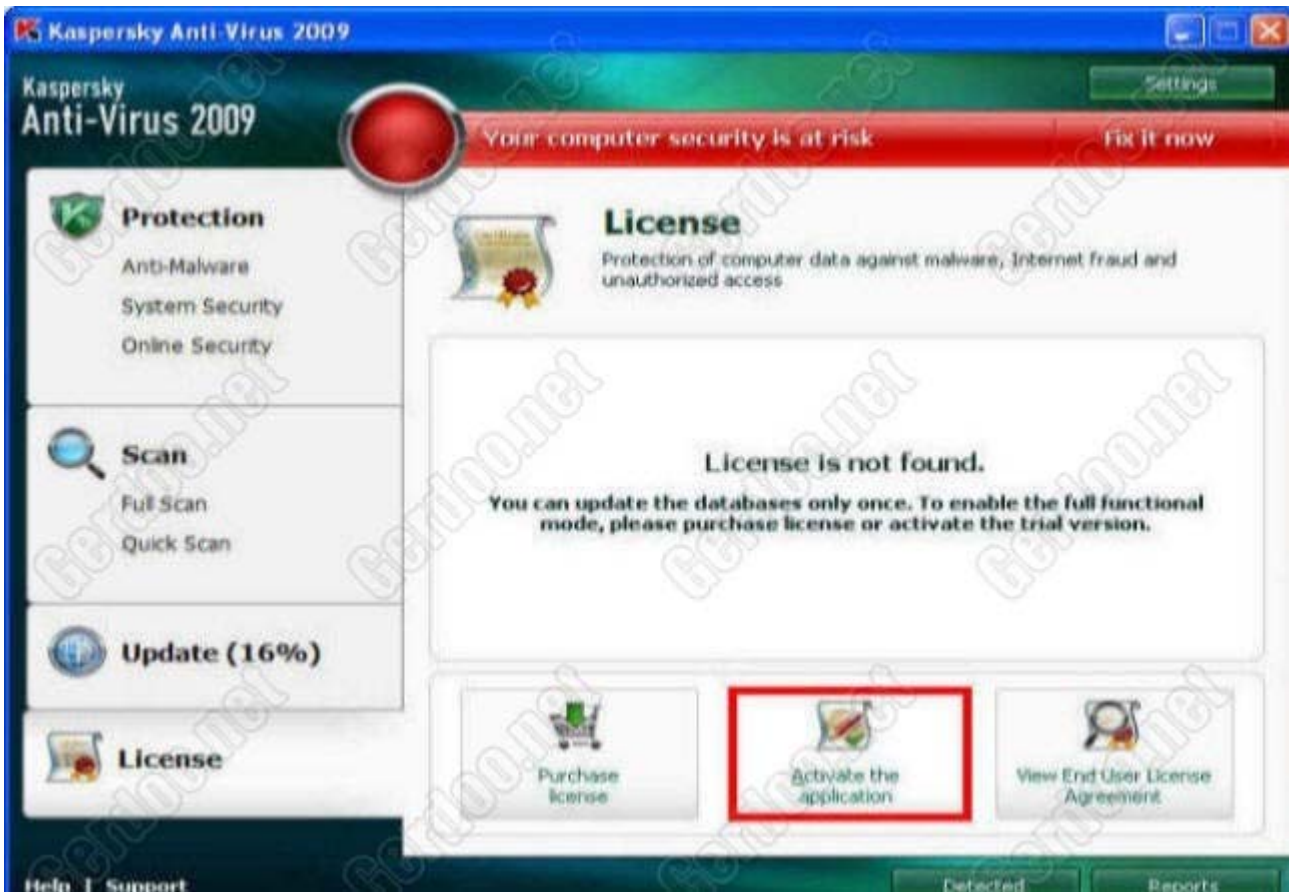 Kaspersky Anti-Virus 2009
Kaspersky
Anti-Virus 2009
Settings
Your computer security is at risk
Fix it now
Protection
Anti-Malware
System Security
Online Security
Scan
Full Scan
Quick Scan
Update (16%)
License
License
Protection of computer data against malware, Internet fraud and
unauthorized access
License is not found.
You can update the databases only once. To enable the full functional
mode, please purchase license or activate the trial version.
Purchase
license
Activate the
application
View End User License
Agreement
Help | Support
Detected
Reports
Gerdoo.net